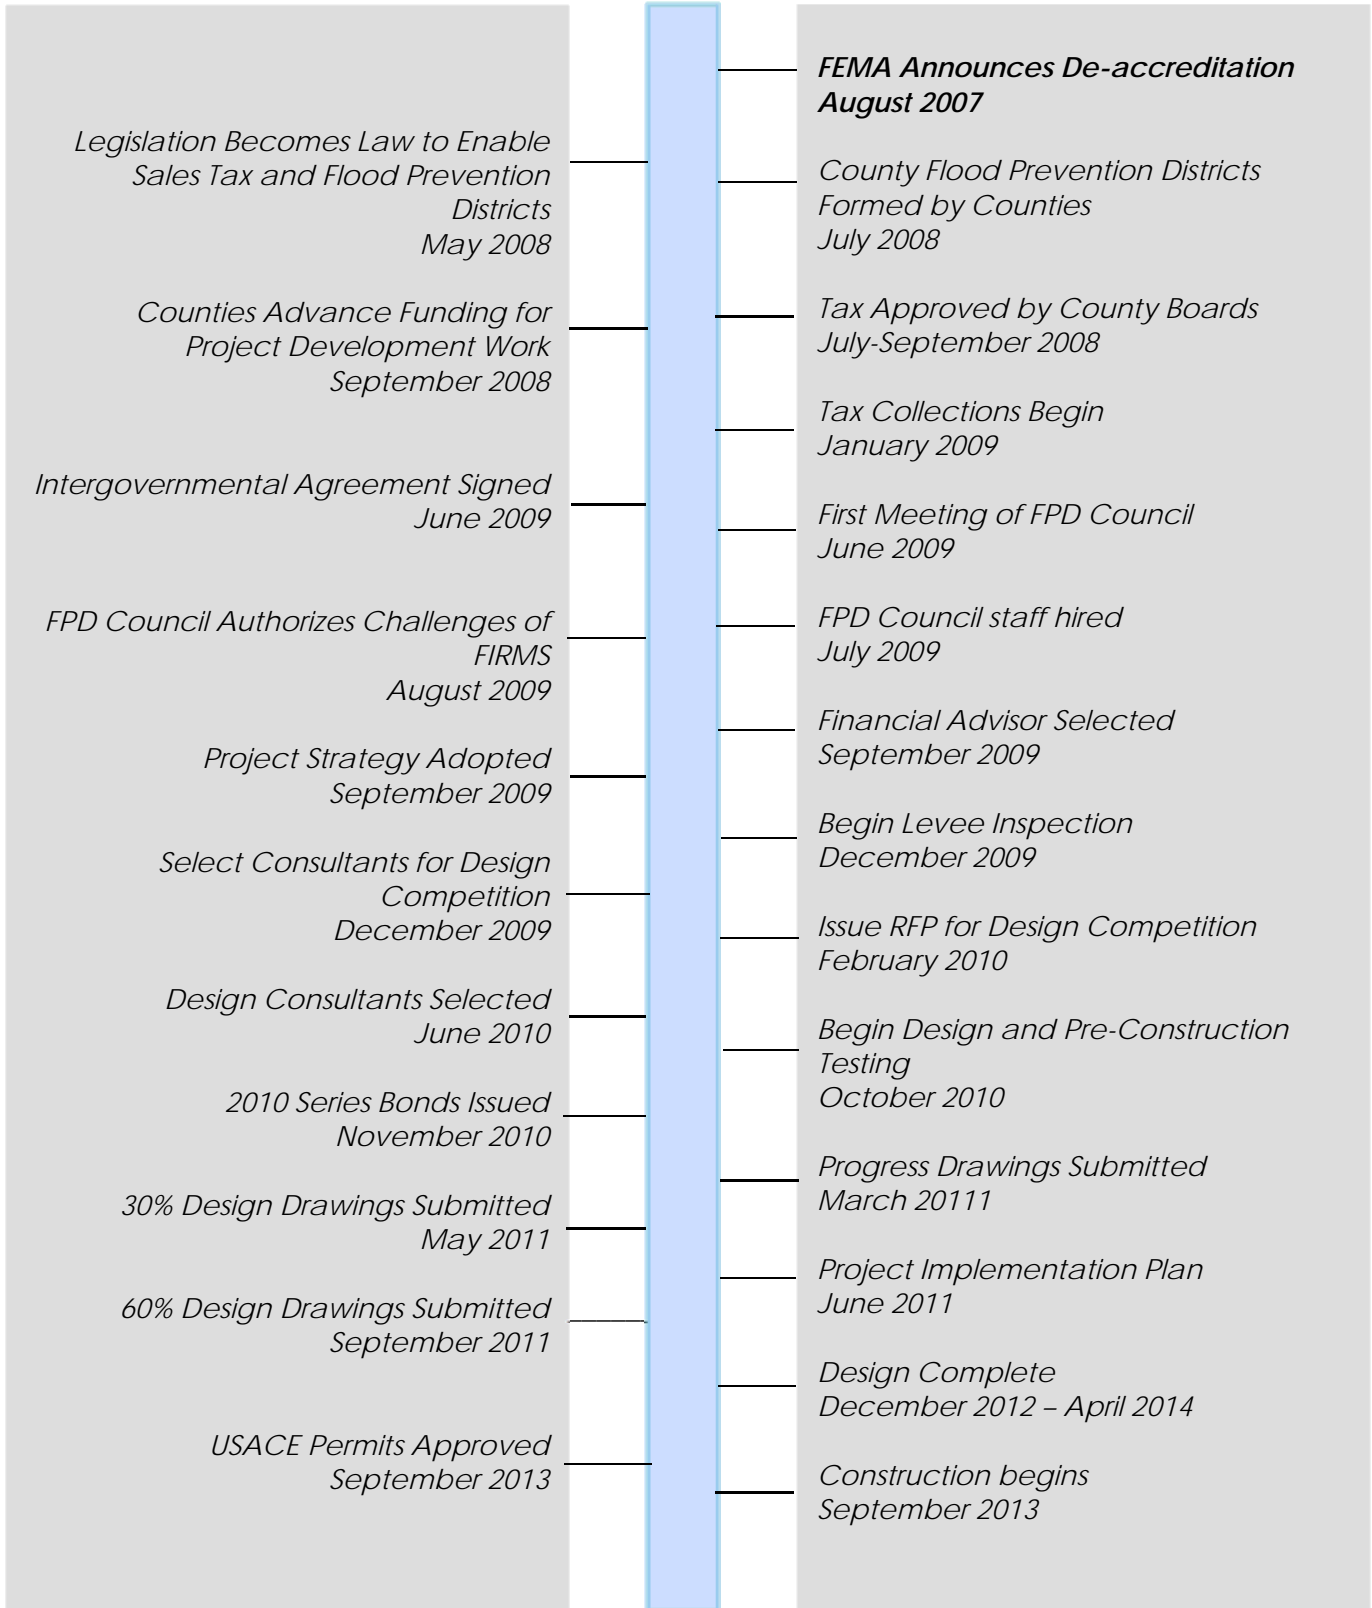 FEMA Announces De-accreditation
August 2007
Legislation Becomes Law to Enable
Sales Tax and Flood Prevention
Districts
May 2008
County Flood Prevention Districts
Formed by Counties
July 2008
Counties Advance Funding for
Project Development Work
September 2008
Tax Approved by County Boards
July-September 2008
Tax Collections Begin
January 2009
Intergovernmental Agreement Signed
June 2009
First Meeting of FPD Council
June 2009
FPD Council Authorizes Challenges of
FIRMS
August 2009
FPD Council staff hired
July 2009
Financial Advisor Selected
September 2009
Project Strategy Adopted
September 2009
Begin Levee Inspection
December 2009
Select Consultants for Design
Competition
December 2009
Issue RFP for Design Competition
February 2010
Design Consultants Selected
June 2010
Begin Design and Pre-Construction
Testing
October 2010
2010 Series Bonds Issued
November 2010
Progress Drawings Submitted
March 20111
30% Design Drawings Submitted
May 2011
Project Implementation Plan
June 2011
60% Design Drawings Submitted
September 2011
Design Complete
December 2012 – April 2014
USACE Permits Approved
September 2013
Construction begins
September 2013